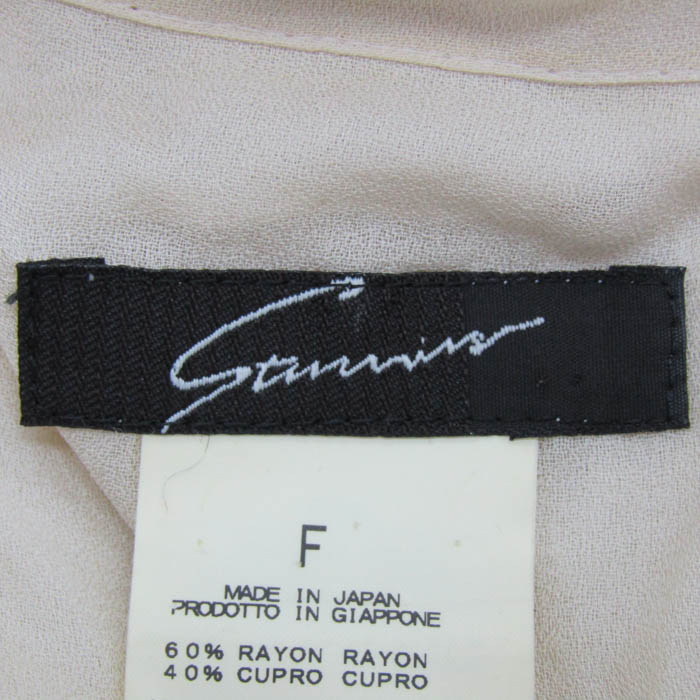 F
MADE IN JAPAN
PRODOTTO IN GIAPPONE
60% RAYON RAYON
40% CUPRO CUPRO